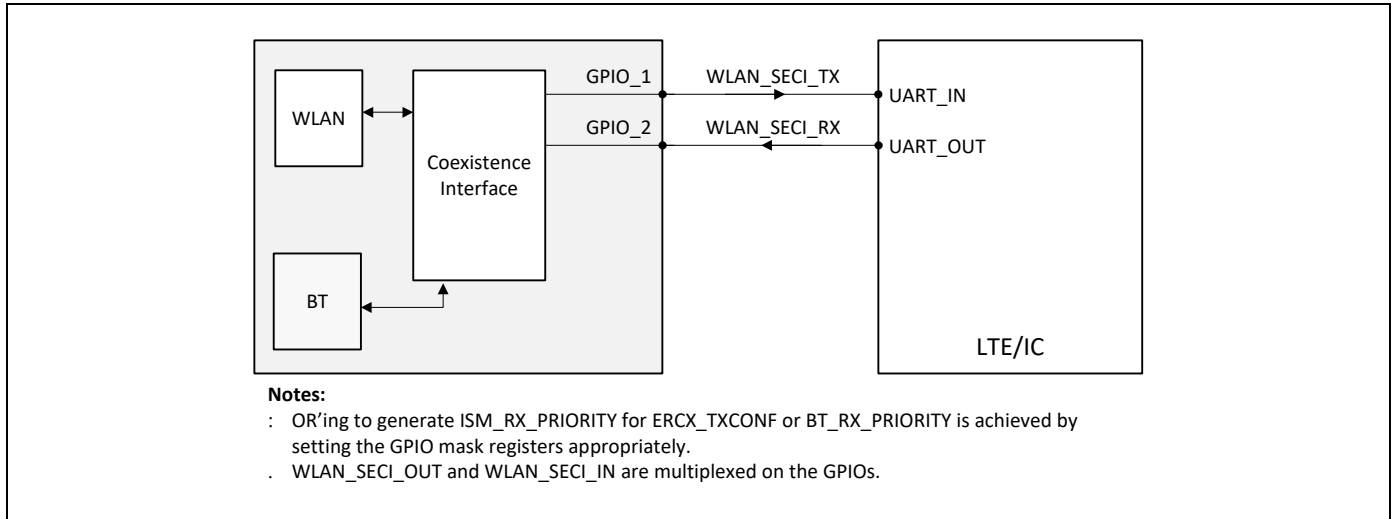 GPIO_1 WLAN_SECI_TX
UART_IN
WLAN
GPIO_2 WLAN_SECI_RX
UART_OUT
Coexistence
Interface
BT
LTE/IC
Notes:
: OR'ing to generate ISM_RX_PRIORITY for ERCX_TXCONF or BT_RX_PRIORITY is achieved by
setting the GPIO mask registers appropriately.
. WLAN_SECI_OUT and WLAN_SECI_IN are multiplexed on the GPIOs.